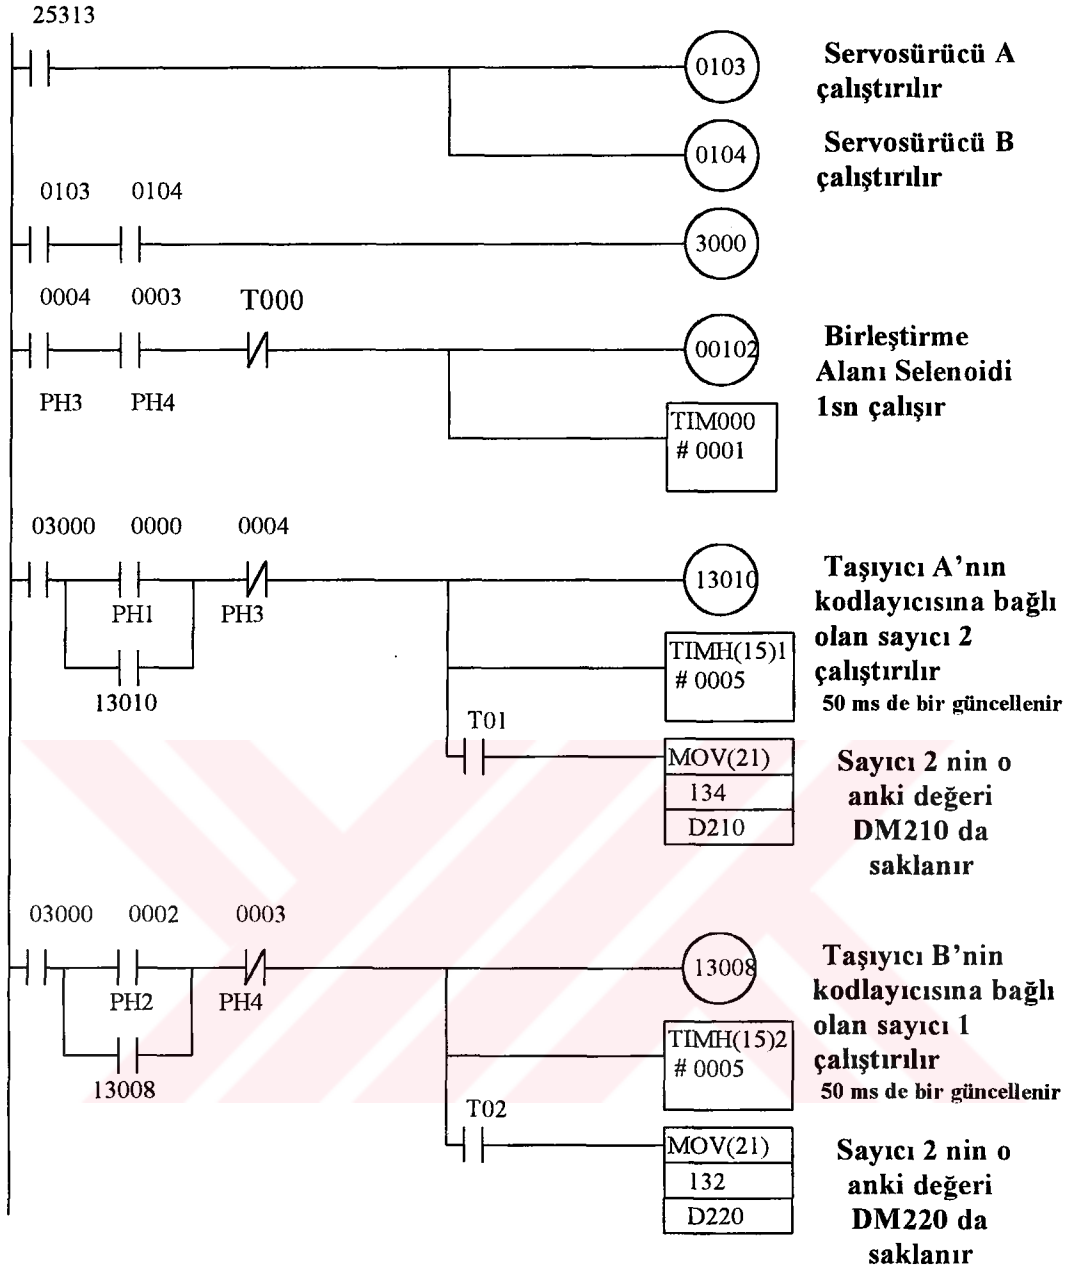 25313
0103
Servosürücü A
çalıştırılır
0104
Servosürücü B
çalıştırılır
0103 0104
3000
0004 0003 T000
00102
Birleştirme
Alanı Selenoidi
1sn çalışır
PH3 PH4
TIM000
# 0001
03000 0000 0004
13010
Taşıyıcı A’nın
kodlayıcısına bağlı
olan sayıcı 2
çalıştırılır
50 ms de bir güncellenir
PH1 PH3
TIMH(15)1
# 0005
13010
T01
MOV(21)
134
D210
Sayıcı 2 nin o
anki değeri
DM210 da
saklanır
03000 0002 0003
13008
Taşıyıcı B’nin
kodlayıcısına bağlı
olan sayıcı 1
çalıştırılır
50 ms de bir güncellenir
PH2 PH4
TIMH(15)2
# 0005
13008
T02
MOV(21)
132
D220
Sayıcı 2 nin o
anki değeri
DM220 da
saklanır